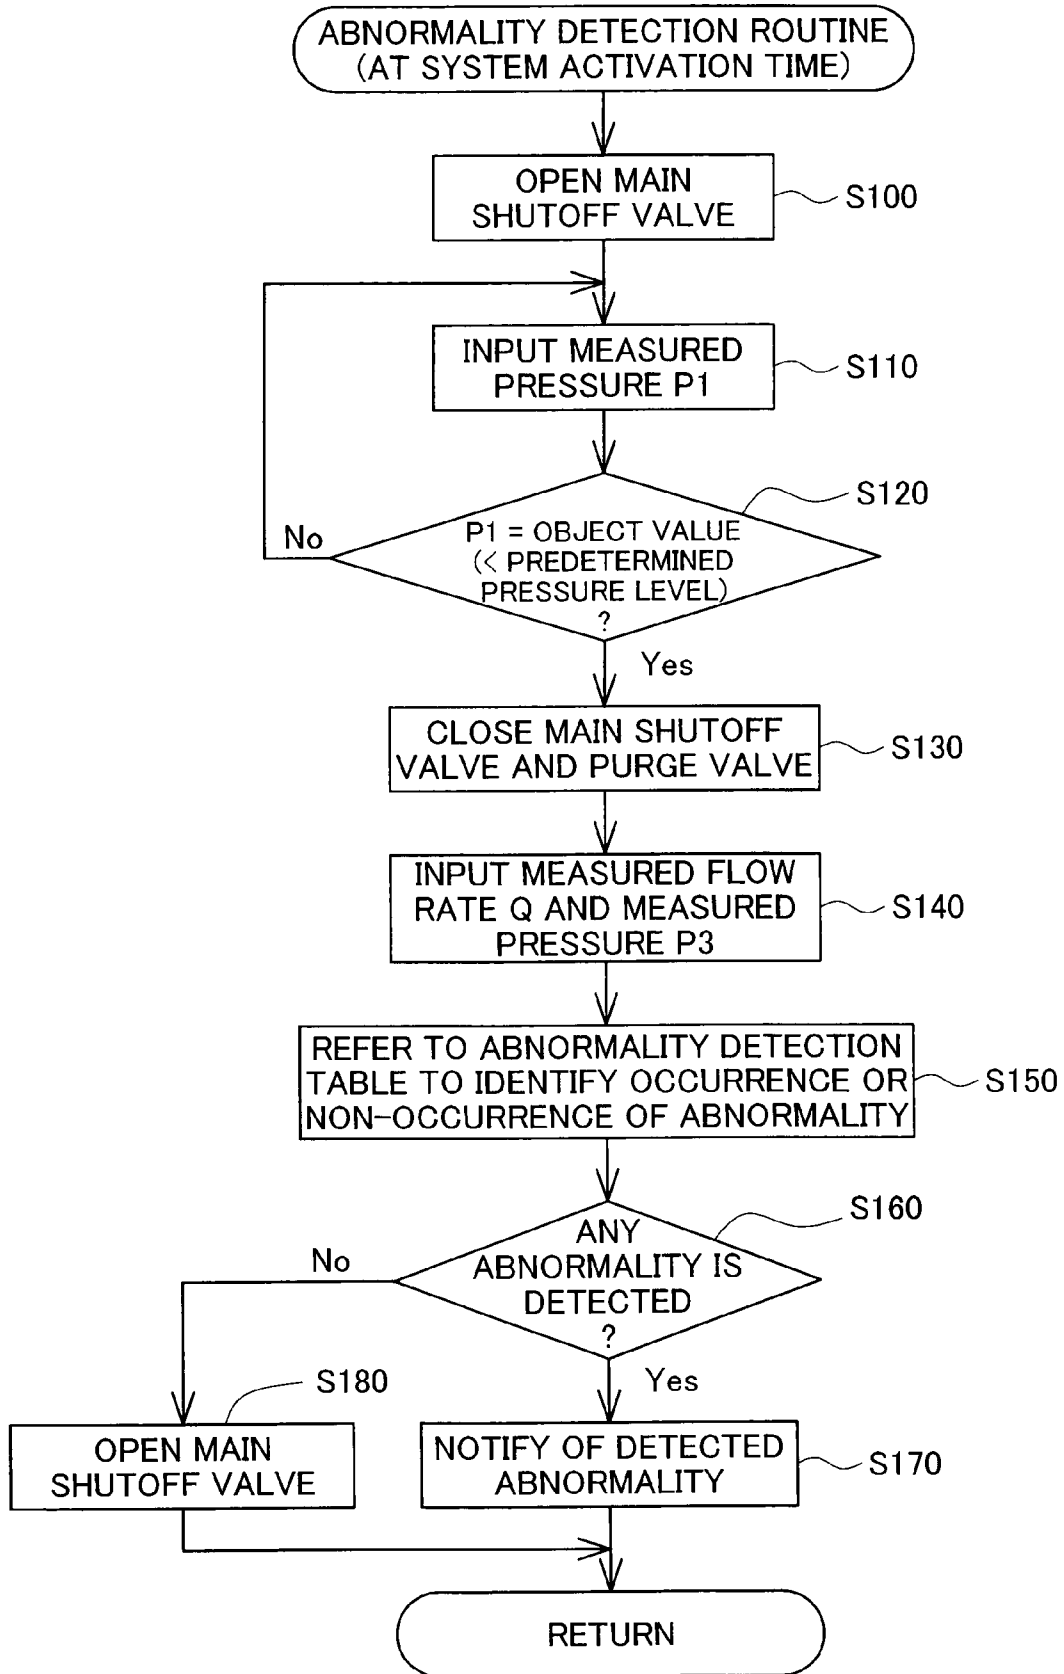 ABNORMALITY DETECTION ROUTINE
(AT SYSTEM ACTIVATION TIME)
OPEN MAIN
SHUTOFF VALVE
S100
INPUT MEASURED
PRESSURE P1
S110
S120
P1 = OBJECT VALUE
(< PREDETERMINED
PRESSURE LEVEL)
?
No
Yes
CLOSE MAIN SHUTOFF
VALVE AND PURGE VALVE
S130
INPUT MEASURED FLOW
RATE Q AND MEASURED
PRESSURE P3
S140
REFER TO ABNORMALITY DETECTION
TABLE TO IDENTIFY OCCURRENCE OR
NON-OCCURRENCE OF ABNORMALITY
S150
S160
ANY
ABNORMALITY IS
DETECTED
?
No
Yes
S180
OPEN MAIN
SHUTOFF VALVE
NOTIFY OF DETECTED
ABNORMALITY
S170
RETURN